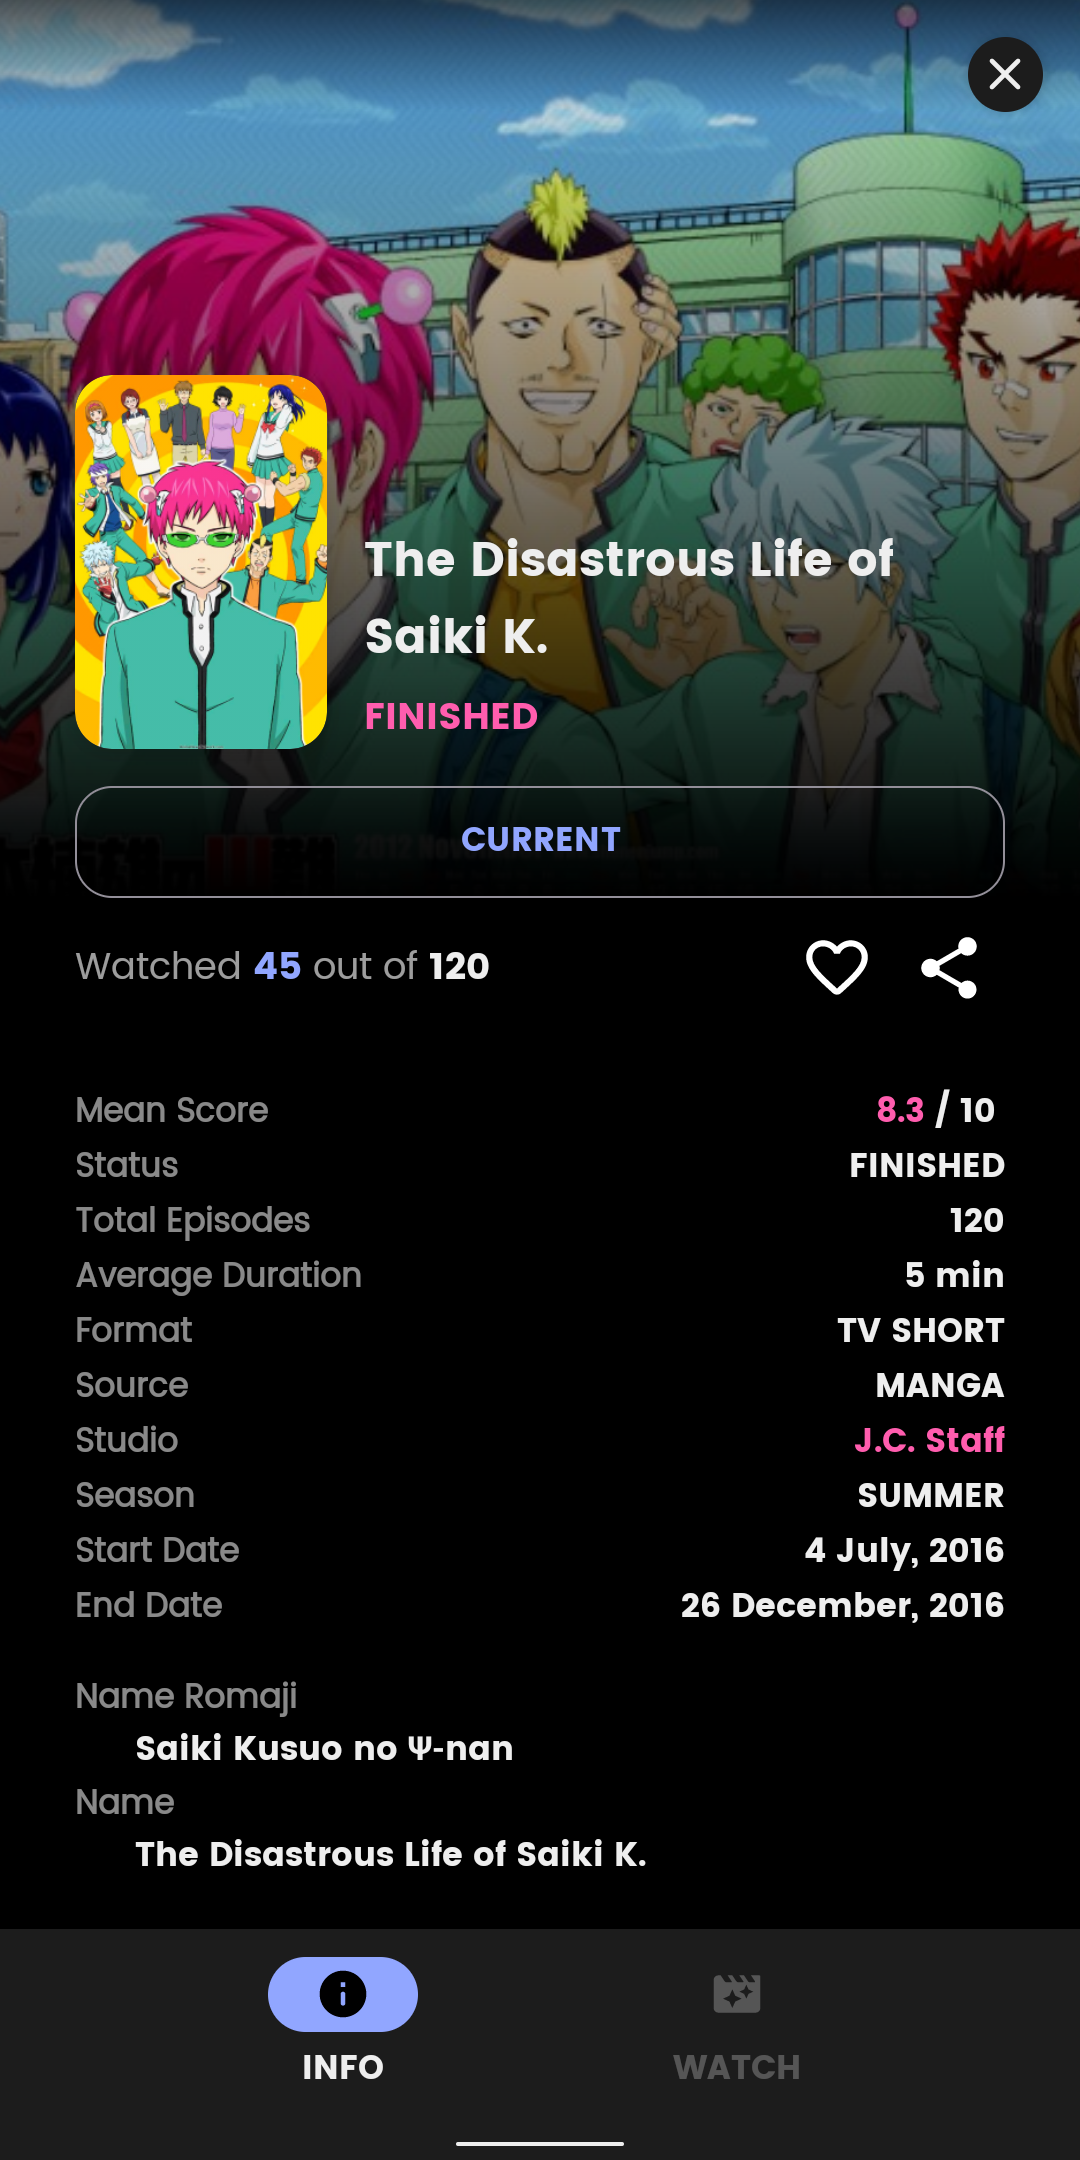 The Disastrous Life of
Saiki K.
FINISHED
CURRENT
Watched 45 out of 120
Mean Score 8.3 / 10
Status FINISHED
Total Episodes 120
Average Duration 5 min
Format TV SHORT
Source MANGA
Studio J.C. Staff
Season SUMMER
Start Date 4 July, 2016
End Date 26 December, 2016
Name Romaji
Saiki Kusuo no Ψ-nan
Name
The Disastrous Life of Saiki K.
INFO
WATCH